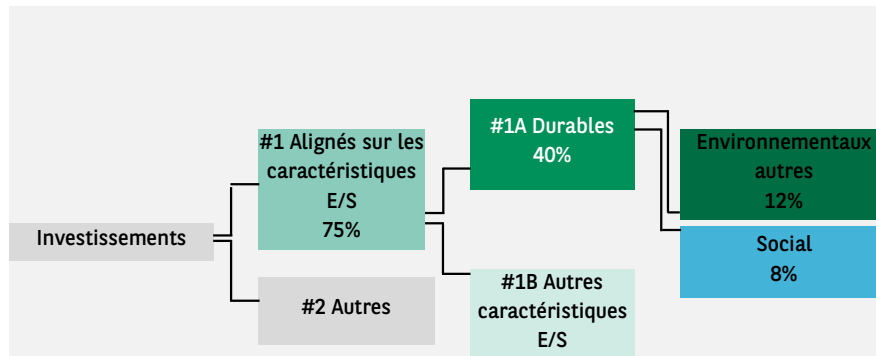 Investissements
#1 Alignés sur les
caractéristiques
E/S
75%
#2 Autres
#1A Durables
40%
#1B Autres
caractéristiques
E/S
Environnementaux
autres
12%
Social
8%